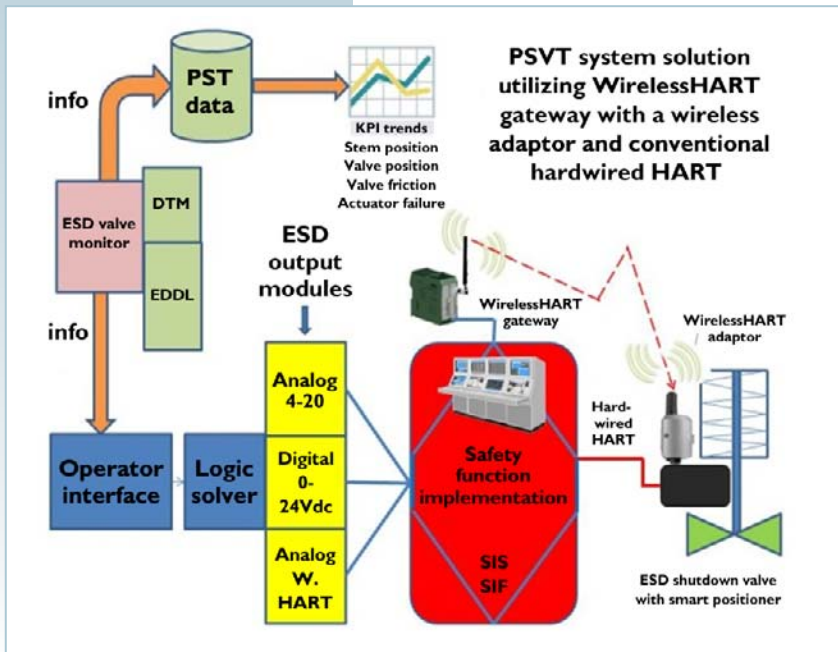 PSVT system solution
utilizing WirelessHART
gateway with a wireless
adaptor and conventional
hardwired HART
info
PST
data
KPI trends
Stem position
Valve position
Valve friction
Actuator failure
ESD valve
monitor
DTM
EDDL
info
ESD
output
modules
WirelessHART
gateway
WirelessHART
adaptor
Operator
interface
Logic
solver
Analog
4-20
Digital
0-
24Vdc
Analog
W.
HART
Safety
function
implementation
SIS
SIF
Hard-
wired
HART
ESD shutdown valve
with smart positioner